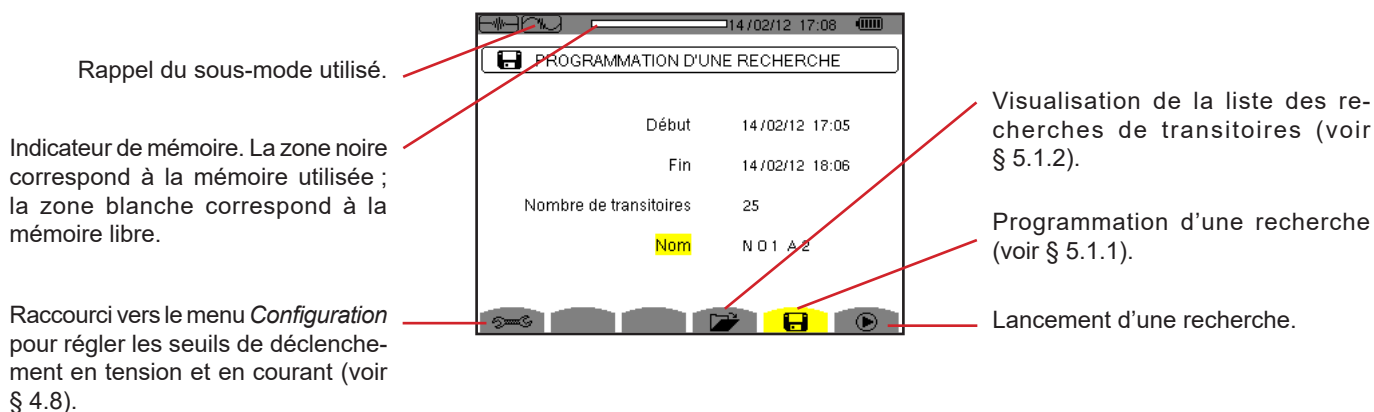 Rappel du sous-mode utilisé.
Indicateur de mémoire. La zone noire
correspond à la mémoire utilisée ;
la zone blanche correspond à la
mémoire libre.
Raccourci vers le menu Configuration
pour régler les seuils de déclenche-
ment en tension et en courant (voir
§ 4.8).
14/02/12 17:08
PROGRAMMATION D'UNE RECHERCHE
Début 14/02/12 17:05
Fin 14/02/12 18:06
Nombre de transitoires 25
Nom N O 1 A 2
Visualisation de la liste des re-
cherches de transitoires (voir
§ 5.1.2).
Programmation d'une recherche
(voir § 5.1.1).
Lancement d'une recherche.